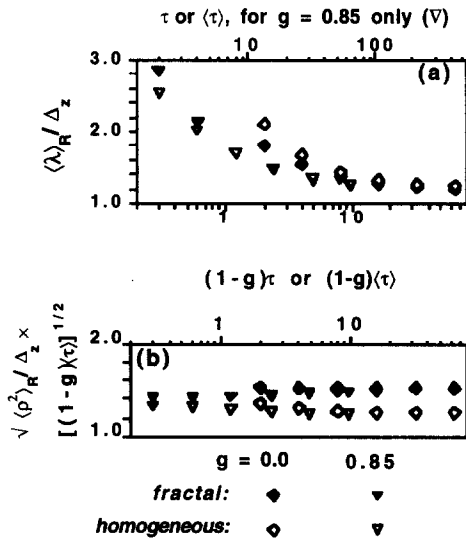 τ or ⟨τ⟩, for g = 0.85 only (∇)
10 100
3.0
(a)
⟨λ⟩R / Δz
2.0
1.0
1 10
(1-g)τ or (1-g)⟨τ⟩
1 10
2.0
(b)
√⟨ρ²⟩R / Δz ×
[(1-g)⟨τ⟩]^1/2
1.0
g = 0.0 0.85
fractal:
homogeneous: